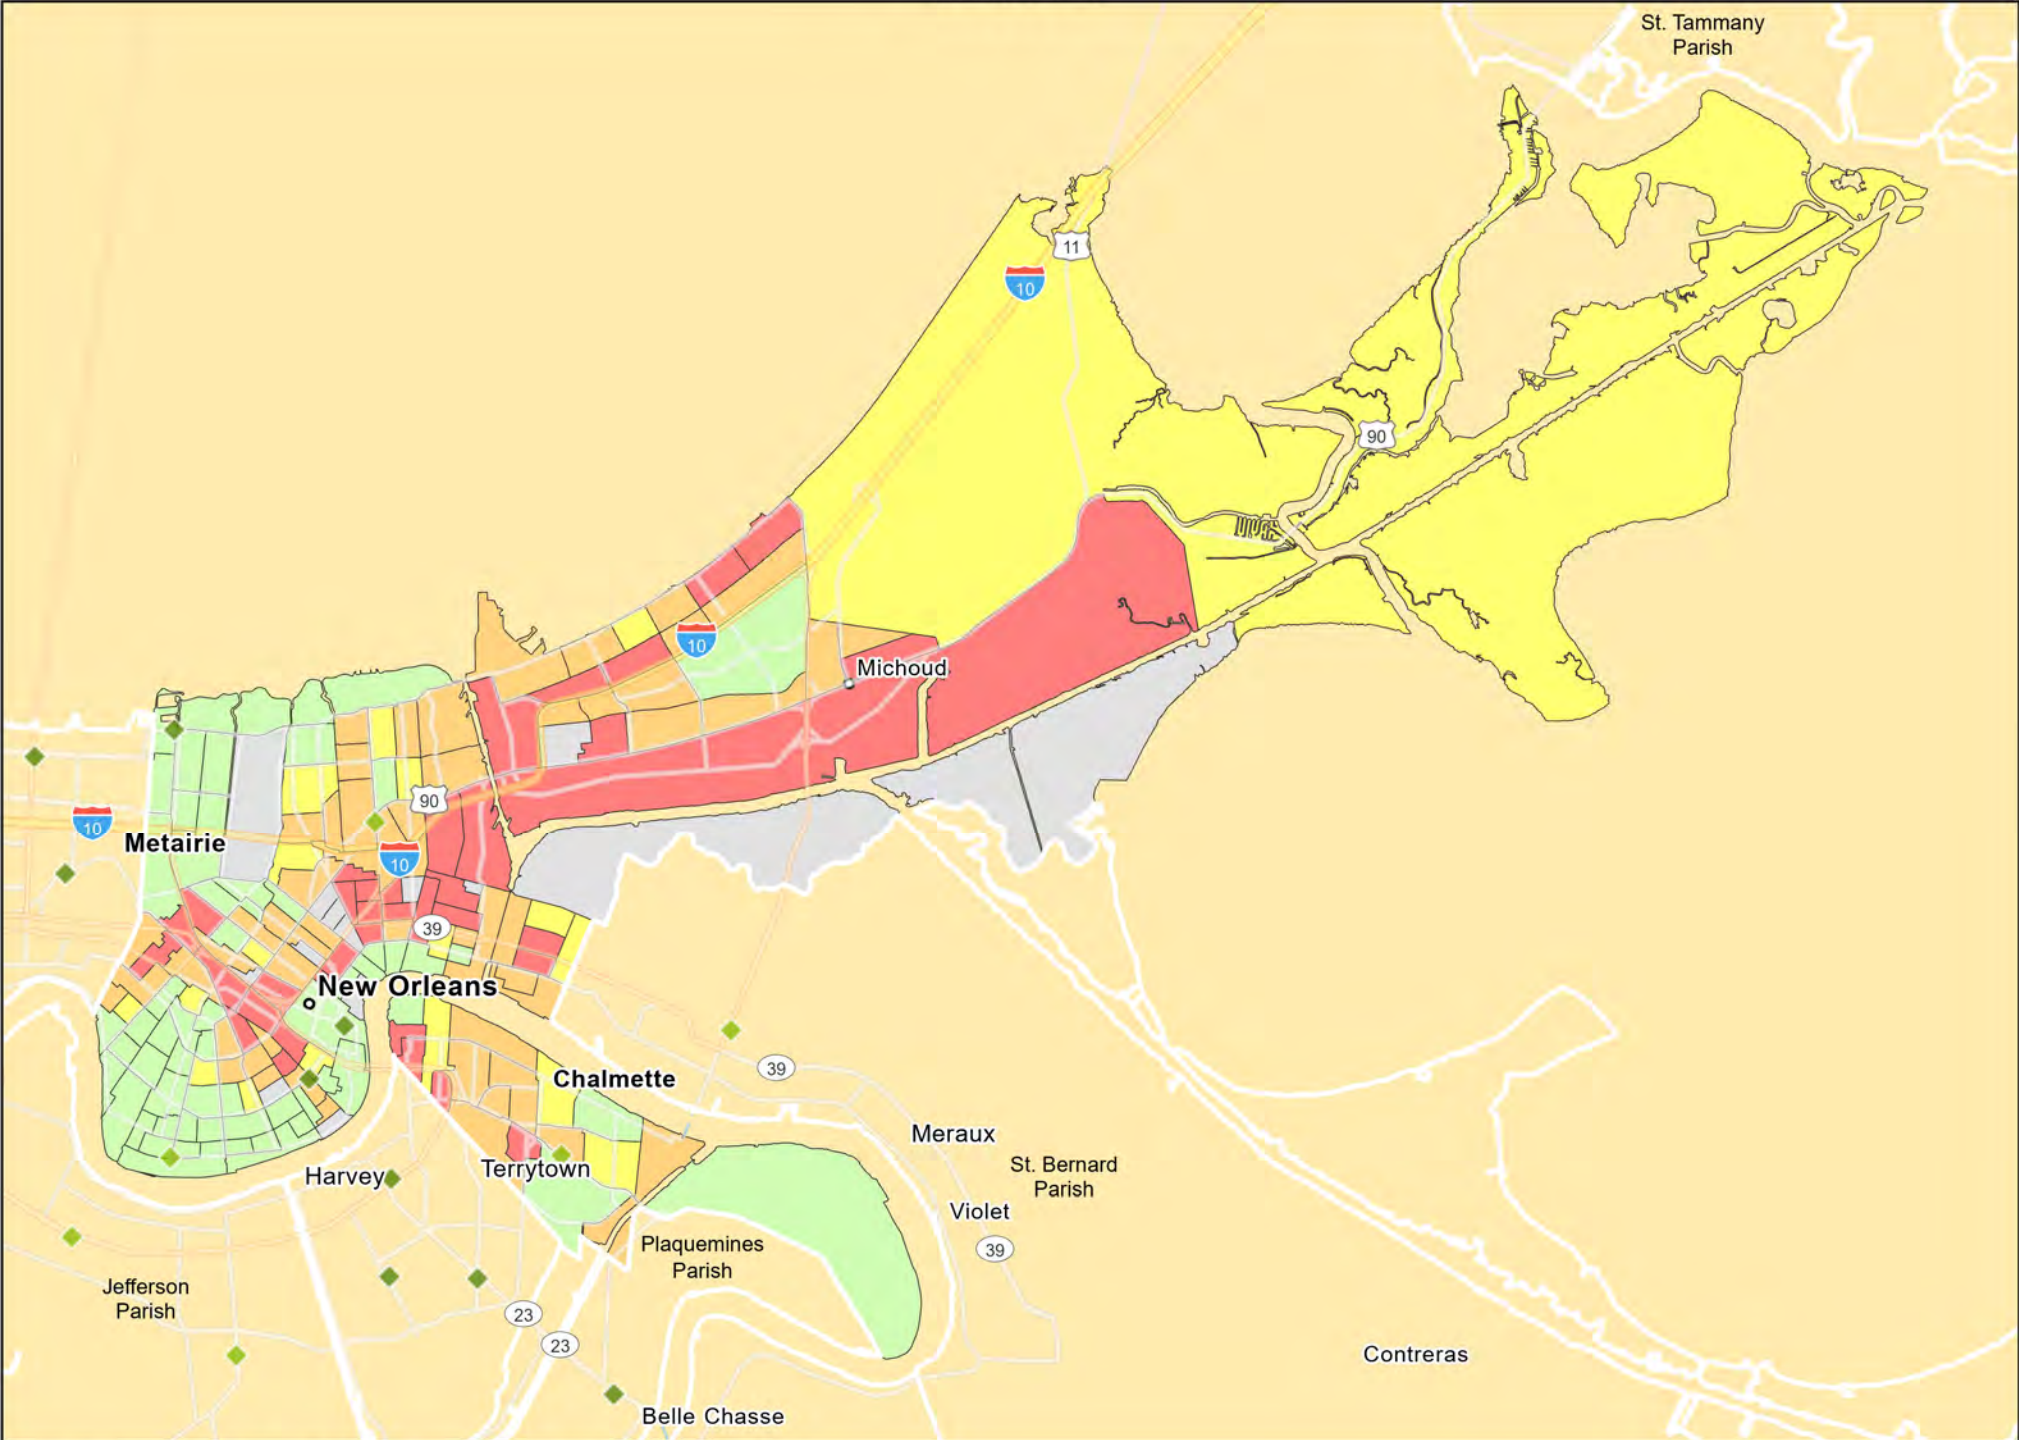 St. Tammany
Parish
11
10
90
10
Michoud
90
10
Metairie
10
39
New Orleans
Chalmette
39
Meraux
Harvey
Terrytown
St. Bernard
Parish
Violet
Plaquemines
Parish
39
Jefferson
Parish
23
23
Contreras
Belle Chasse